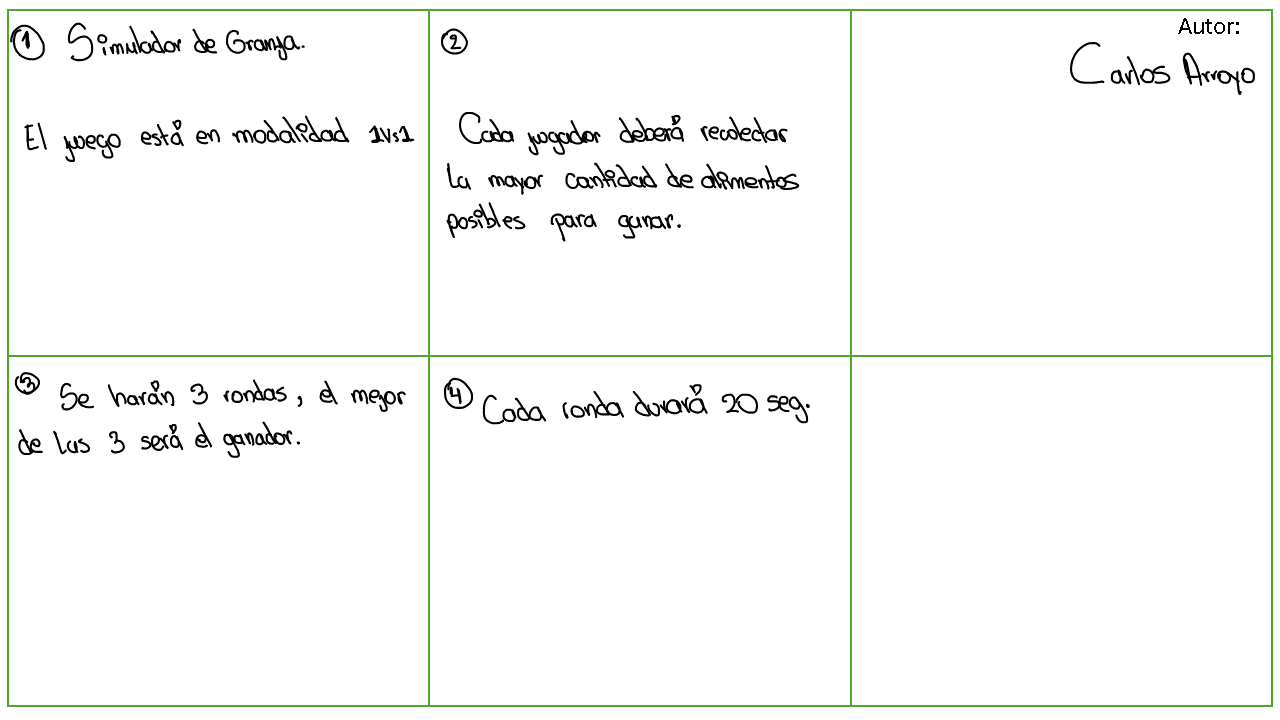 ① Simulador de Granja.
El juego está en modalidad 1vs1
②
Cada jugador deberá recolectar
la mayor cantidad de alimentos
posibles para ganar.
Autor:
Carlos Arroyo
③ Se harán 3 rondas, el mejor
de las 3 será el ganador.
④ Cada ronda durará 20 seg.